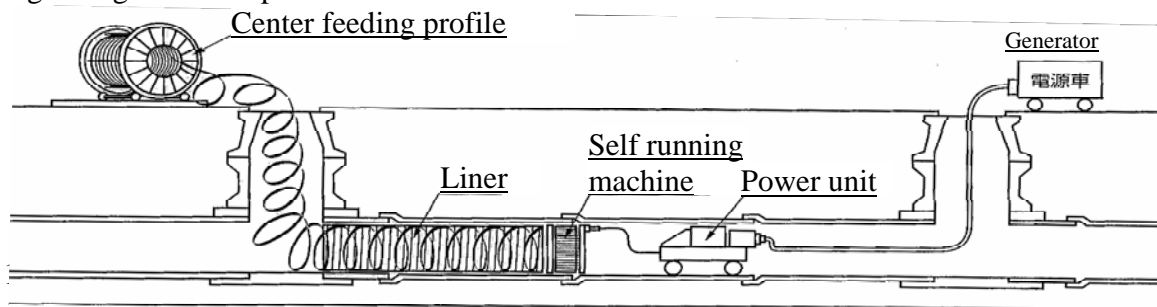 Center feeding profile
Generator
電源車
Self running
machine
Liner
Power unit